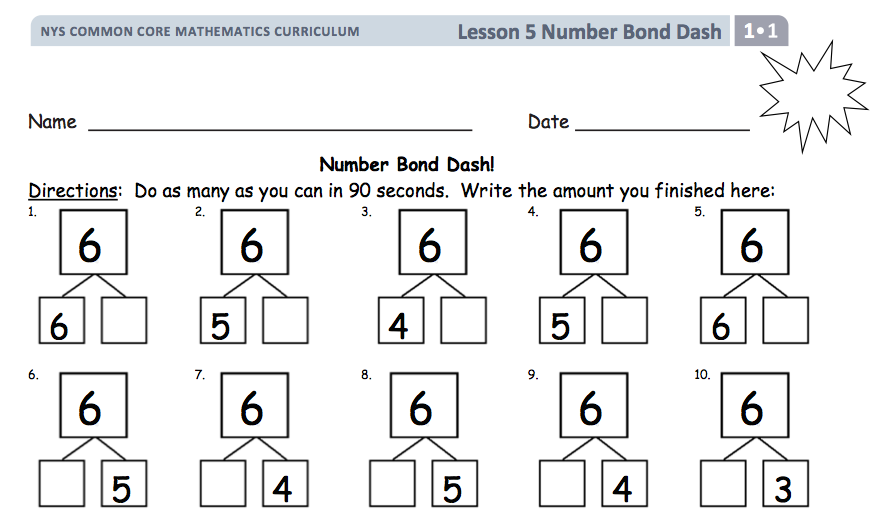 NYS COMMON CORE MATHEMATICS CURRICULUM Lesson 5 Number Bond Dash 1•1
Name Date
Number Bond Dash!
Directions: Do as many as you can in 90 seconds. Write the amount you finished here:
1. 2. 3. 4. 5.
6 6 6 6 6
6 5 4 5 6
6. 7. 8. 9. 10.
6 6 6 6 6
5 4 5 4 3